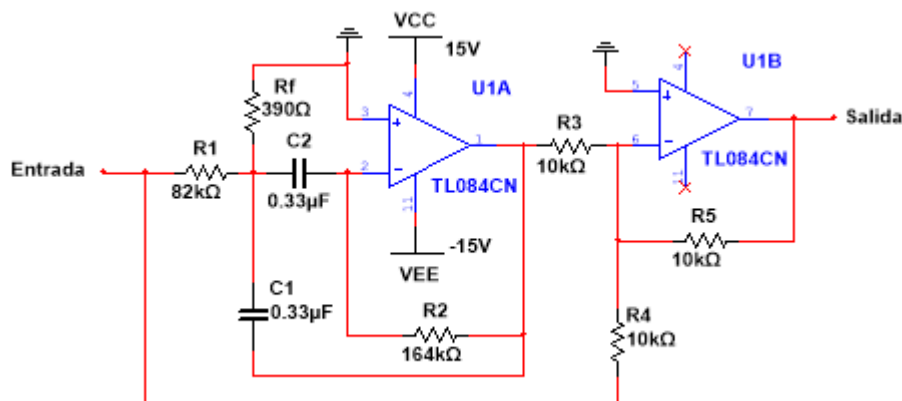 VCC
15V
Rf
390Ω
4
U1A
3
1
2
11
TL084CN
R1
82kΩ
C2
0.33µF
Entrada
-15V
VEE
C1
0.33µF
R2
164kΩ
R3
10kΩ
4
U1B
5
7
6
11
TL084CN
Salida
R5
10kΩ
R4
10kΩ